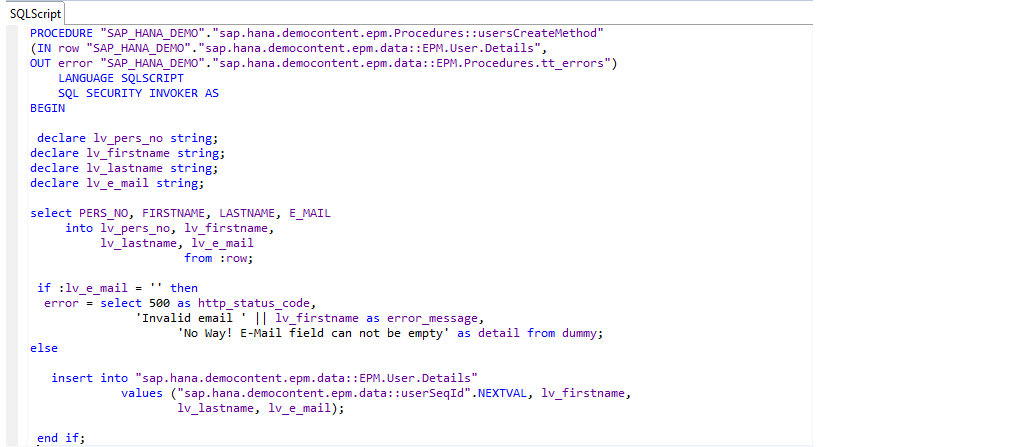 SQLScript
PROCEDURE "SAP_HANA_DEMO"."sap.hana.democontent.epm.Procedures::usersCreateMethod"
(IN row "SAP_HANA_DEMO"."sap.hana.democontent.epm.data::EPM.User.Details",
OUT error "SAP_HANA_DEMO"."sap.hana.democontent.epm.data::EPM.Procedures.tt_errors")
LANGUAGE SQLSCRIPT
SQL SECURITY INVOKER AS
BEGIN
declare lv_pers_no string;
declare lv_firstname string;
declare lv_lastname string;
declare lv_e_mail string;
select PERS_NO, FIRSTNAME, LASTNAME, E_MAIL
into lv_pers_no, lv_firstname,
lv_lastname, lv_e_mail
from :row;
if :lv_e_mail = '' then
error = select 500 as http_status_code,
'Invalid email ' || lv_firstname as error_message,
'No Way! E-Mail field can not be empty' as detail from dummy;
else
insert into "sap.hana.democontent.epm.data::EPM.User.Details"
values ("sap.hana.democontent.epm.data::userSeqId".NEXTVAL, lv_firstname,
lv_lastname, lv_e_mail);
end if;